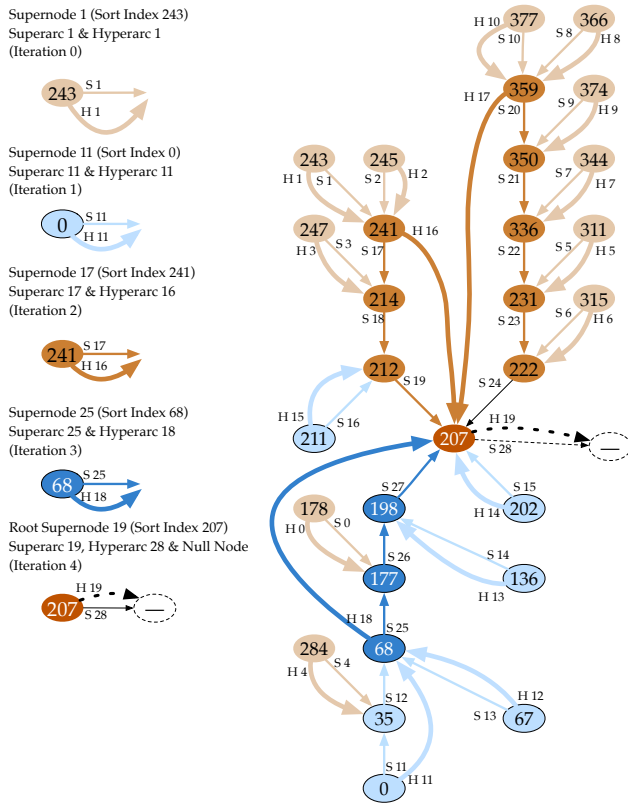 Supernode 1 (Sort Index 243)
Superarc 1 & Hyperarc 1
(Iteration 0)
243
S 1
H 1
Supernode 11 (Sort Index 0)
Superarc 11 & Hyperarc 11
(Iteration 1)
0
S 11
H 11
Supernode 17 (Sort Index 241)
Superarc 17 & Hyperarc 16
(Iteration 2)
241
S 17
H 16
Supernode 25 (Sort Index 68)
Superarc 25 & Hyperarc 18
(Iteration 3)
68
S 25
H 18
Root Supernode 19 (Sort Index 207)
Superarc 19, Hyperarc 28 & Null Node
(Iteration 4)
H 19
207
S 28
—
H 10
377
366
S 10
S 8
H 8
H 17
359
374
S 20
S 9
H 9
243
245
350
344
H 1
S 1
S 2
H 2
S 21
S 7
H 7
247
241
H 16
336
311
H 3
S 3
S 17
S 22
S 5
H 5
214
231
315
S 18
S 23
S 6
H 6
212
222
S 19
S 24
H 15
S 16
H 19
211
207
S 28
—
S 27
S 15
178
198
H 14
202
H 0
S 0
S 26
S 14
177
136
H 13
H 18
S 25
284
68
H 4
S 4
S 12
H 12
35
S 13
67
S 11
H 11
0